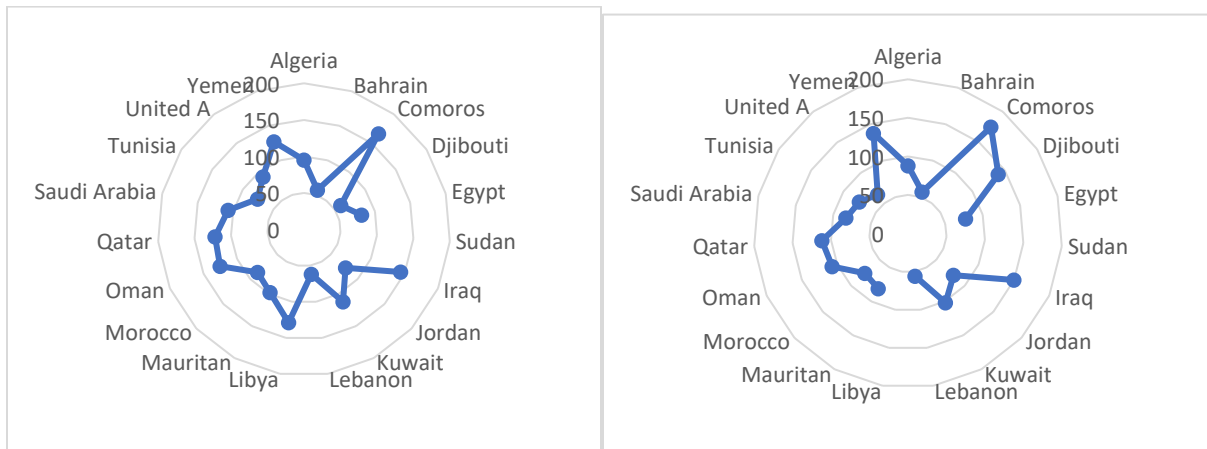 Algeria
Bahrain
Comoros
Djibouti
Egypt
Sudan
Iraq
Jordan
Kuwait
Lebanon
Libya
Mauritan
Morocco
Oman
Qatar
Saudi Arabia
Tunisia
United A
Yemen
200
150
100
50
0
Algeria
Bahrain
Comoros
Djibouti
Egypt
Sudan
Iraq
Jordan
Kuwait
Lebanon
Libya
Mauritan
Morocco
Oman
Qatar
Saudi Arabia
Tunisia
United A
Yemen
200
150
100
50
0